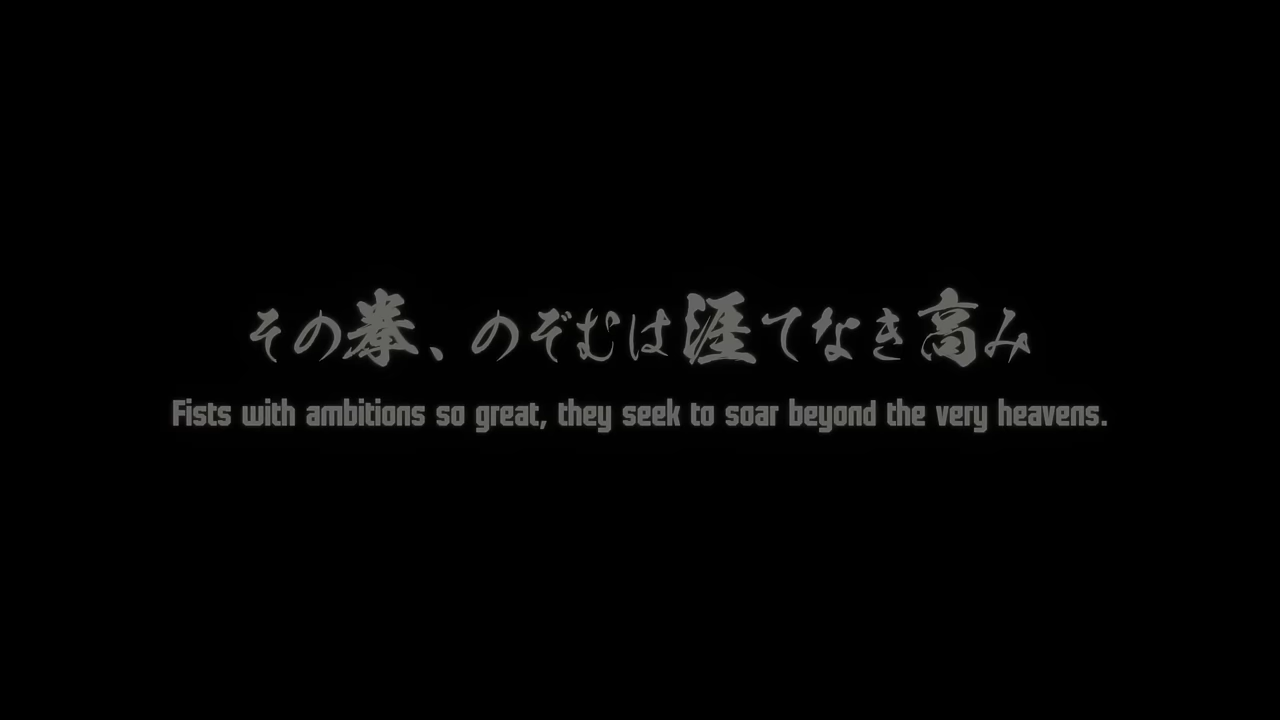 その拳、のぞむは涯てなき高み
Fists with ambitions so great, they seek to soar beyond the very heavens.